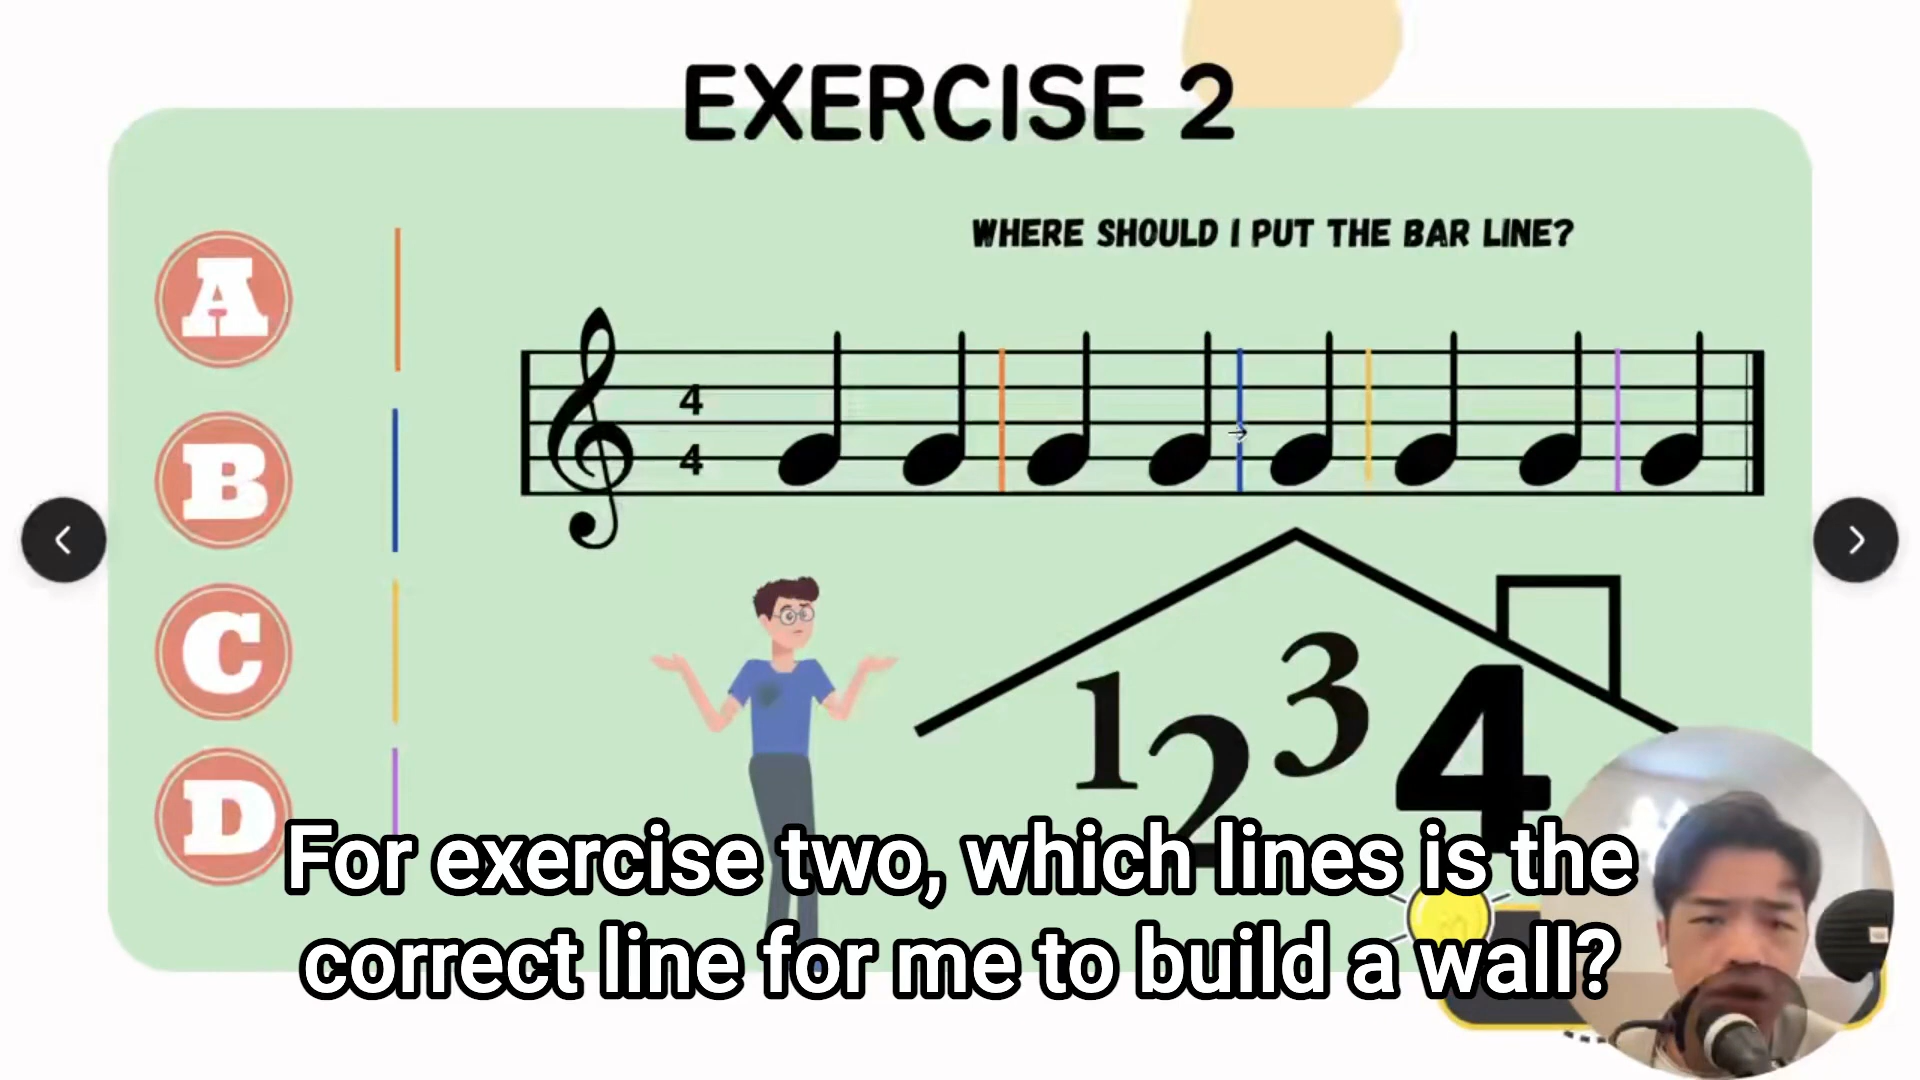 EXERCISE 2
WHERE SHOULD I PUT THE BAR LINE?
A
B
C
D
4
4
1 2 3 4
For exercise two, which lines is the
correct line for me to build a wall?